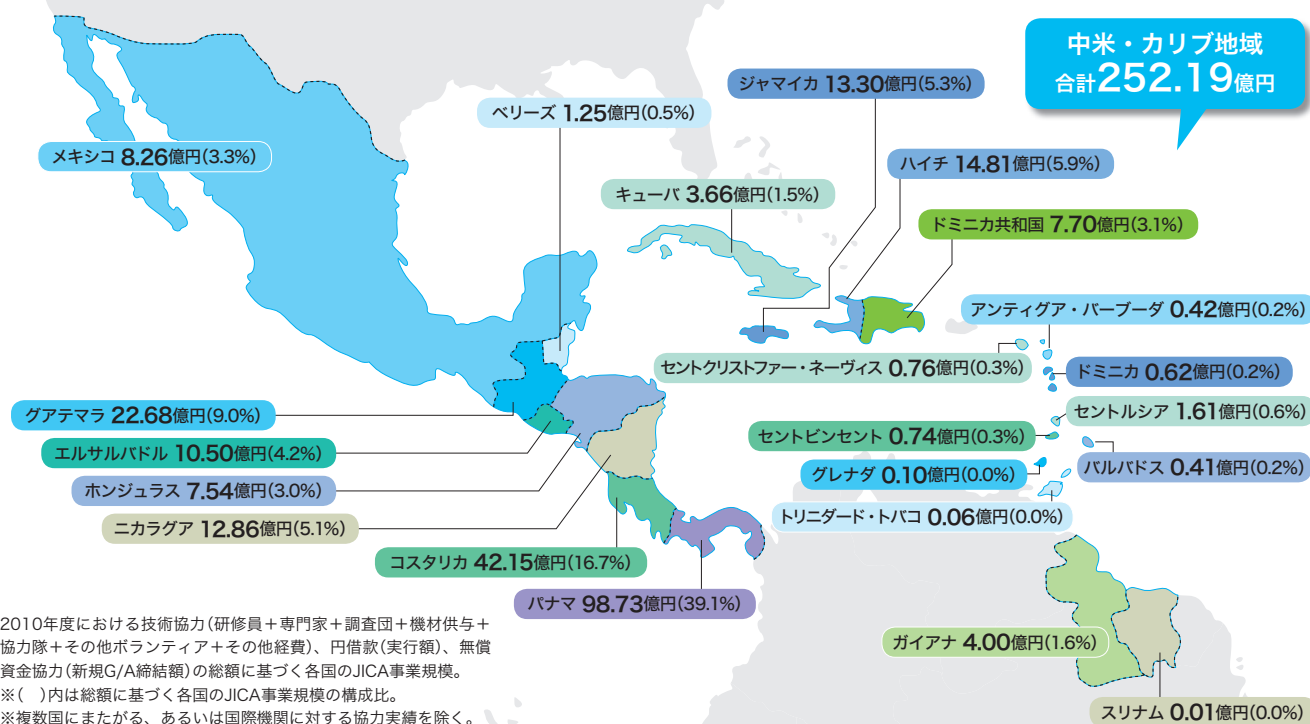 中米・カリブ地域
合計252.19億円
ジャマイカ 13.30億円(5.3%)
ベリーズ 1.25億円(0.5%)
メキシコ 8.26億円(3.3%)
ハイチ 14.81億円(5.9%)
キューバ 3.66億円(1.5%)
ドミニカ共和国 7.70億円(3.1%)
アンティグア・バーブーダ 0.42億円(0.2%)
セントクリストファー・ネーヴィス 0.76億円(0.3%)
ドミニカ 0.62億円(0.2%)
セントルシア 1.61億円(0.6%)
グアテマラ 22.68億円(9.0%)
セントビンセント 0.74億円(0.3%)
エルサルバドル 10.50億円(4.2%)
バルバドス 0.41億円(0.2%)
グレナダ 0.10億円(0.0%)
ホンジュラス 7.54億円(3.0%)
トリニダード・トバコ 0.06億円(0.0%)
ニカラグア 12.86億円(5.1%)
コスタリカ 42.15億円(16.7%)
パナマ 98.73億円(39.1%)
ガイアナ 4.00億円(1.6%)
スリナム 0.01億円(0.0%)
2010年度における技術協力(研修員＋専門家＋調査団＋機材供与＋
協力隊＋その他ボランティア＋その他経費)、円借款(実行額)、無償
資金協力(新規G/A締結額)の総額に基づく各国のJICA事業規模。
※(　)内は総額に基づく各国のJICA事業規模の構成比。
※複数国にまたがる、あるいは国際機関に対する協力実績を除く。